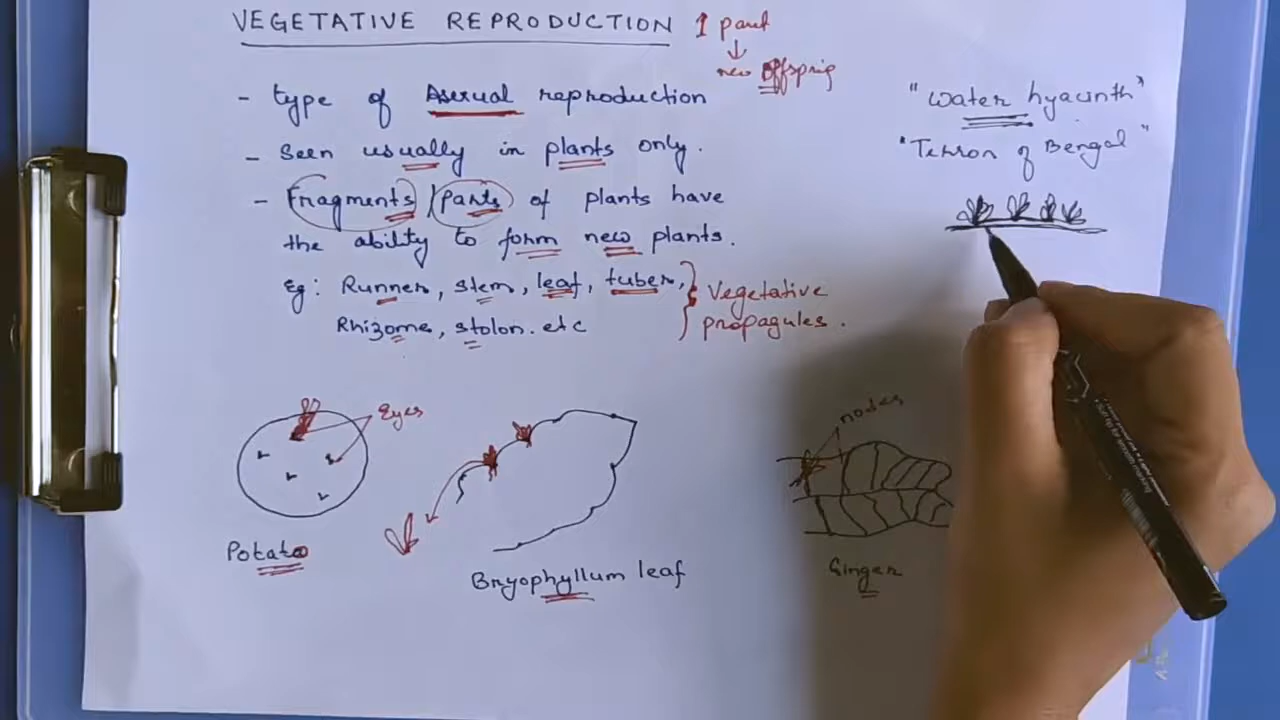 VEGETATIVE REPRODUCTION
1 part
↓
new offspring
- type of Asexual reproduction
- Seen usually in plants only.
- Fragments / parts of plants have
the ability to form new plants.
Eg: Runner, stem, leaf, tuber,
Rhizome, stolon. etc
Vegetative
propagules.
"Water hyacinth"
of Bengal"
Eyes
Potato
Bryophyllum leaf
nodes
Ginger